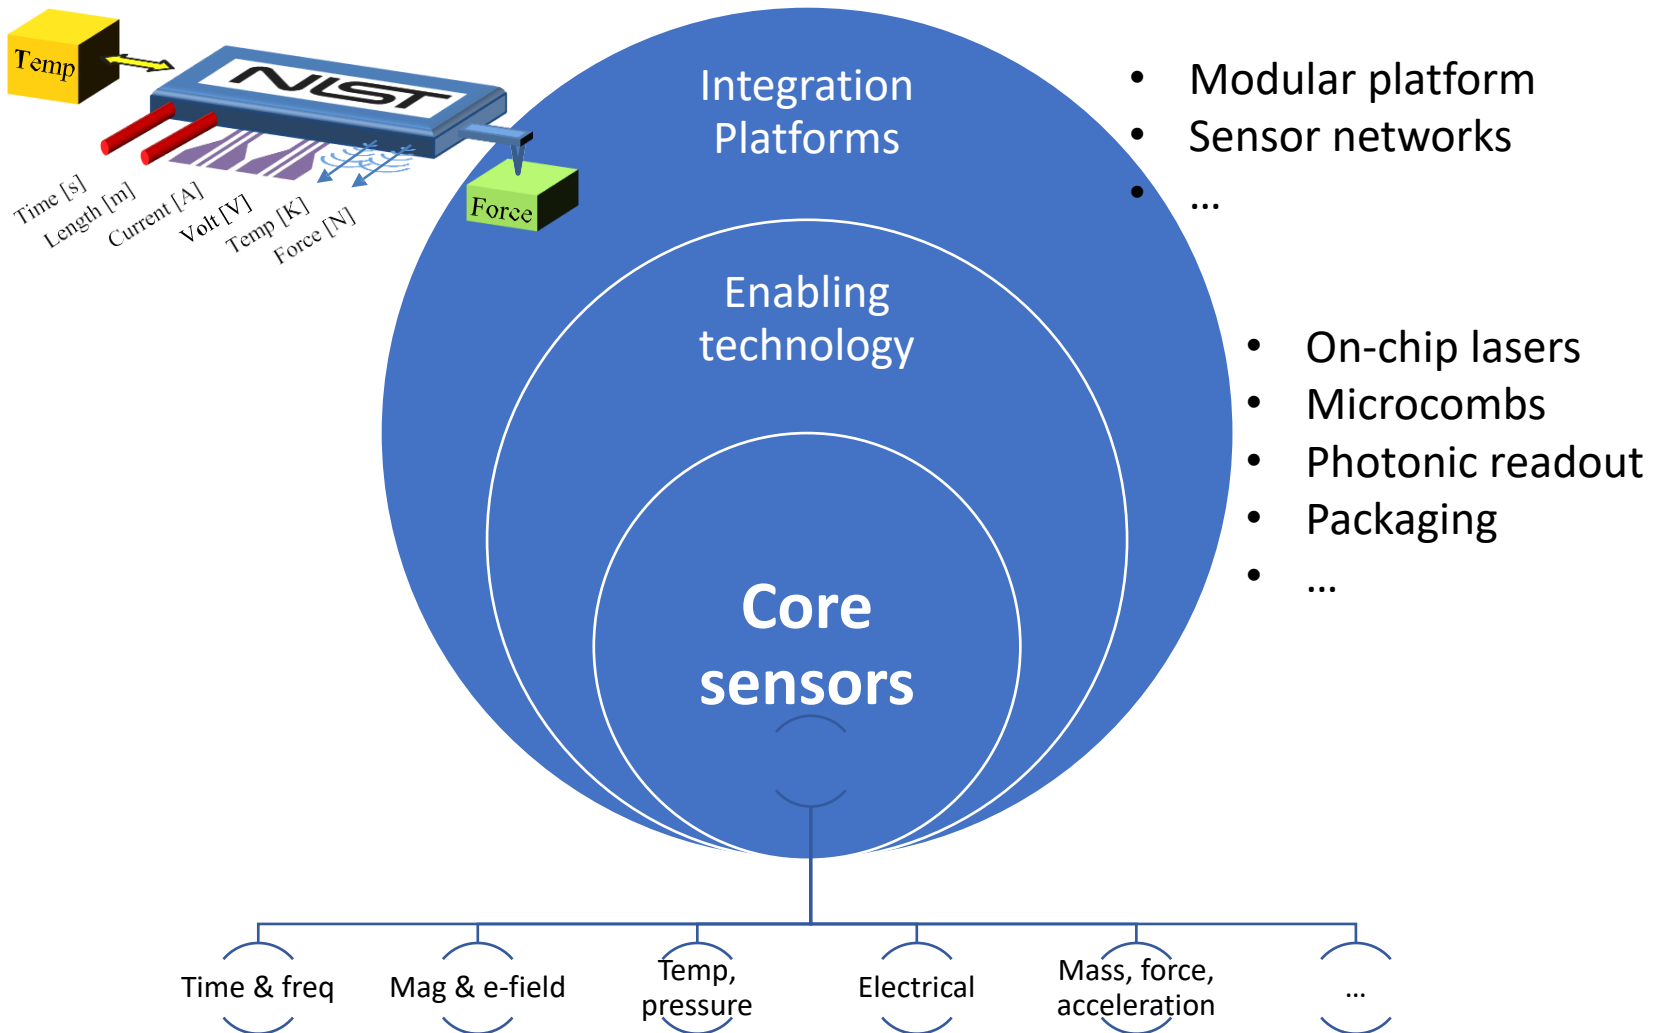 Temp
NIST
Time [s]
Length [m]
Current [A]
Volt [V]
Temp [K]
Force [N]
Force
Integration
Platforms
• Modular platform
• Sensor networks
• ...
Enabling
technology
• On-chip lasers
• Microcombs
• Photonic readout
• Packaging
• ...
Core
sensors
Time & freq
Mag & e-field
Temp,
pressure
Electrical
Mass, force,
acceleration
...